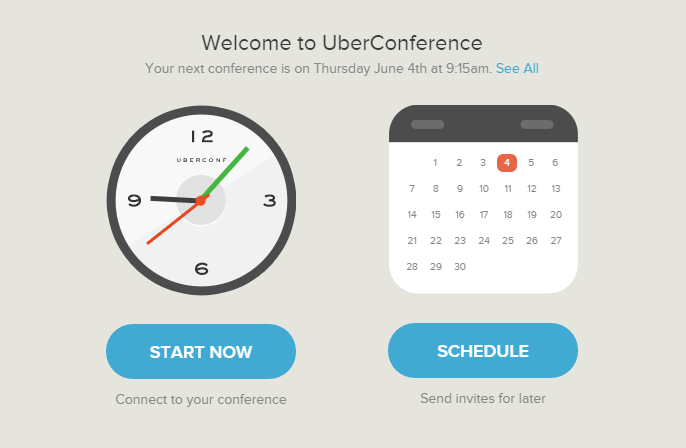 Welcome to UberConference
Your next conference is on Thursday June 4th at 9:15am. See All
12
UBERCONF
9
3
6
1 2 3 4 5 6
7 8 9 10 11 12 13
14 15 16 17 18 19 20
21 22 23 24 25 26 27
28 29 30
START NOW
SCHEDULE
Connect to your conference
Send invites for later